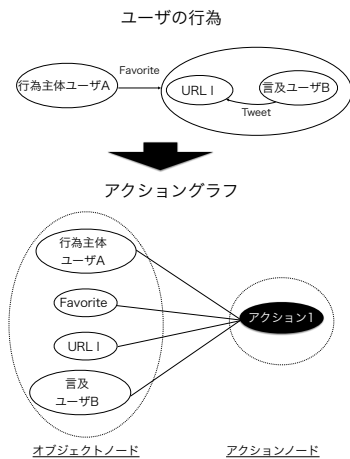 ユーザの行為
Favorite
行為主体ユーザA
URL I
言及ユーザB
Tweet
アクショングラフ
行為主体
ユーザA
Favorite
アクション1
URL I
言及
ユーザB
オブジェクトノード
アクションノード